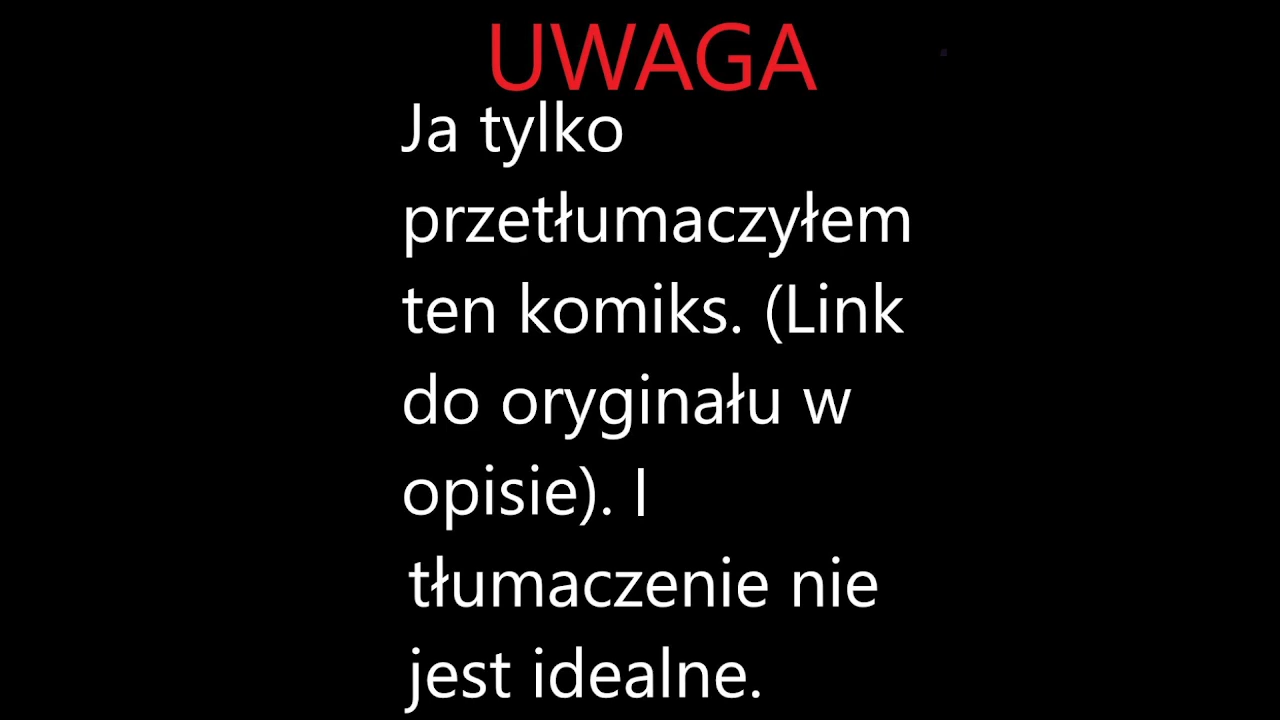 UWAGA
Ja tylko
przetłumaczyłem
ten komiks. (Link
do oryginału w
opisie). I
tłumaczenie nie
jest idealne.